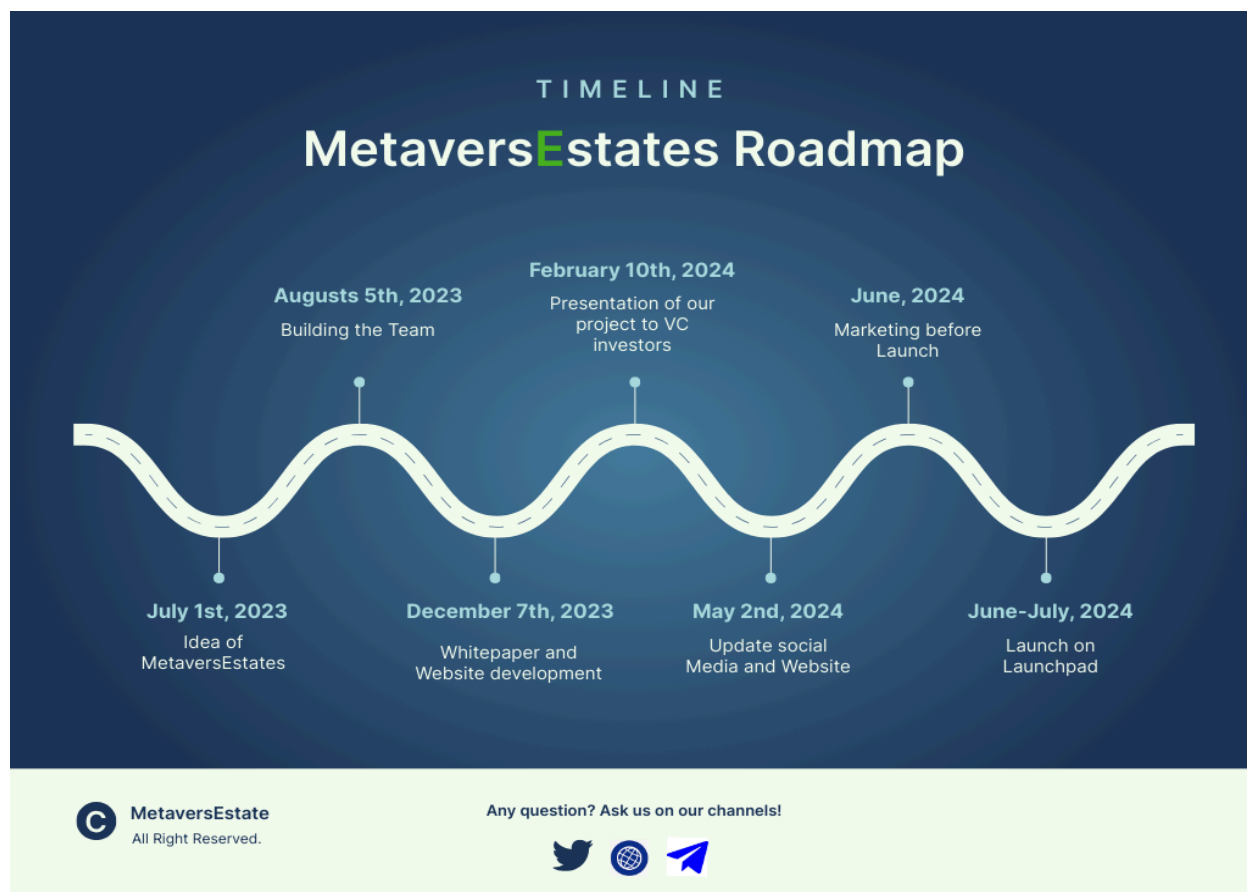 TIMELINE
MetaversEstates Roadmap
July 1st, 2023
Idea of
MetaversEstates
Augusts 5th, 2023
Building the Team
December 7th, 2023
Whitepaper and
Website development
February 10th, 2024
Presentation of our
project to VC
investors
May 2nd, 2024
Update social
Media and Website
June, 2024
Marketing before
Launch
June-July, 2024
Launch on
Launchpad
C
MetaversEstate
All Right Reserved.
Any question? Ask us on our channels!